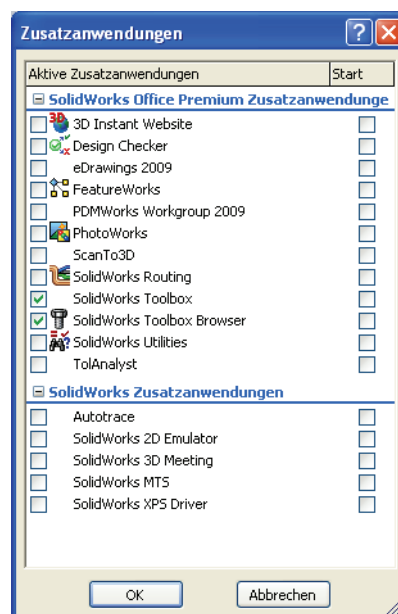 Zusatzanwendungen
Aktive Zusatzanwendungen Start
SolidWorks Office Premium Zusatzanwendunge
3D Instant Website
Design Checker
eDrawings 2009
FeatureWorks
PDMWorks Workgroup 2009
PhotoWorks
ScanTo3D
SolidWorks Routing
SolidWorks Toolbox
SolidWorks Toolbox Browser
SolidWorks Utilities
TolAnalyst
SolidWorks Zusatzanwendungen
Autotrace
SolidWorks 2D Emulator
SolidWorks 3D Meeting
SolidWorks MTS
SolidWorks XPS Driver
OK Abbrechen